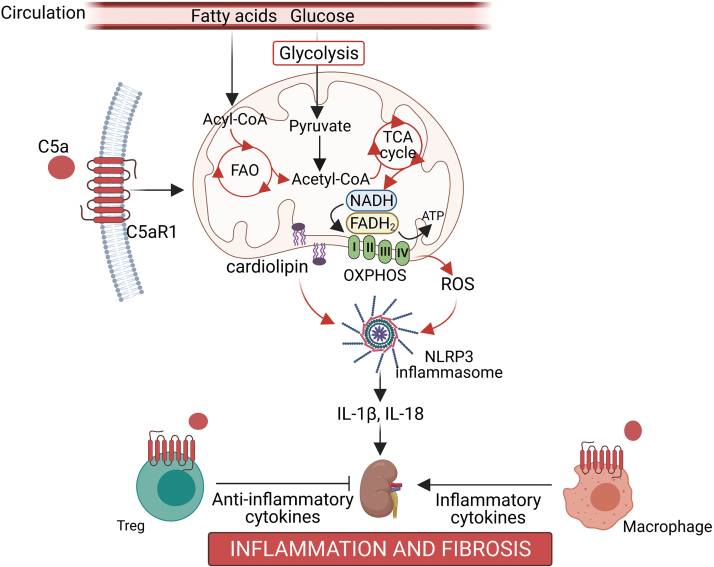 Circulation
Fatty acids Glucose
Glycolysis
Acyl-CoA
Pyruvate
TCA
cycle
C5a
FAO
Acetyl-CoA
NADH
C5aR1
FADH₂
ATP
I II III IV
cardiolipin
OXPHOS
ROS
NLRP3
inflammasome
IL-1β, IL-18
Anti-inflammatory
cytokines
Inflammatory
cytokines
Treg
Macrophage
INFLAMMATION AND FIBROSIS